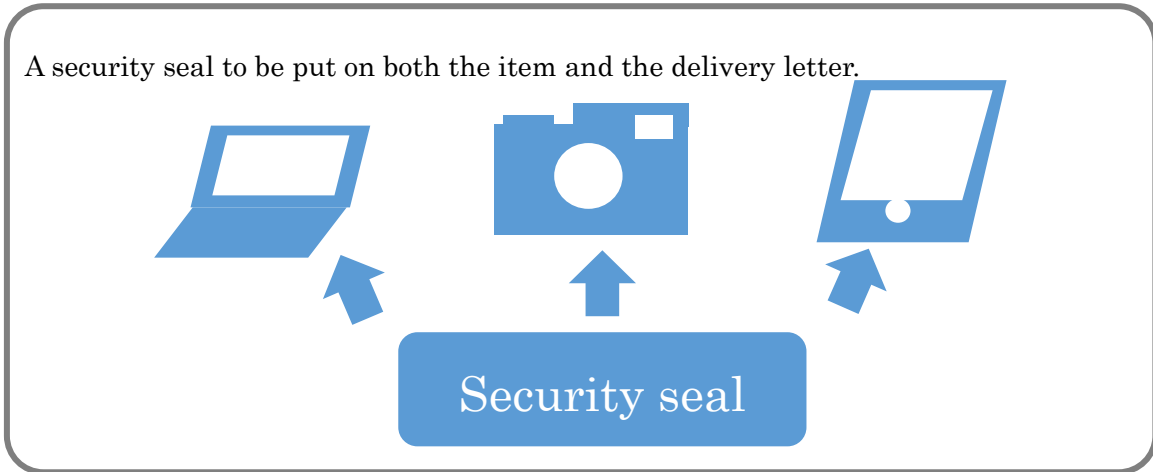 A security seal to be put on both the item and the delivery letter.
Security seal